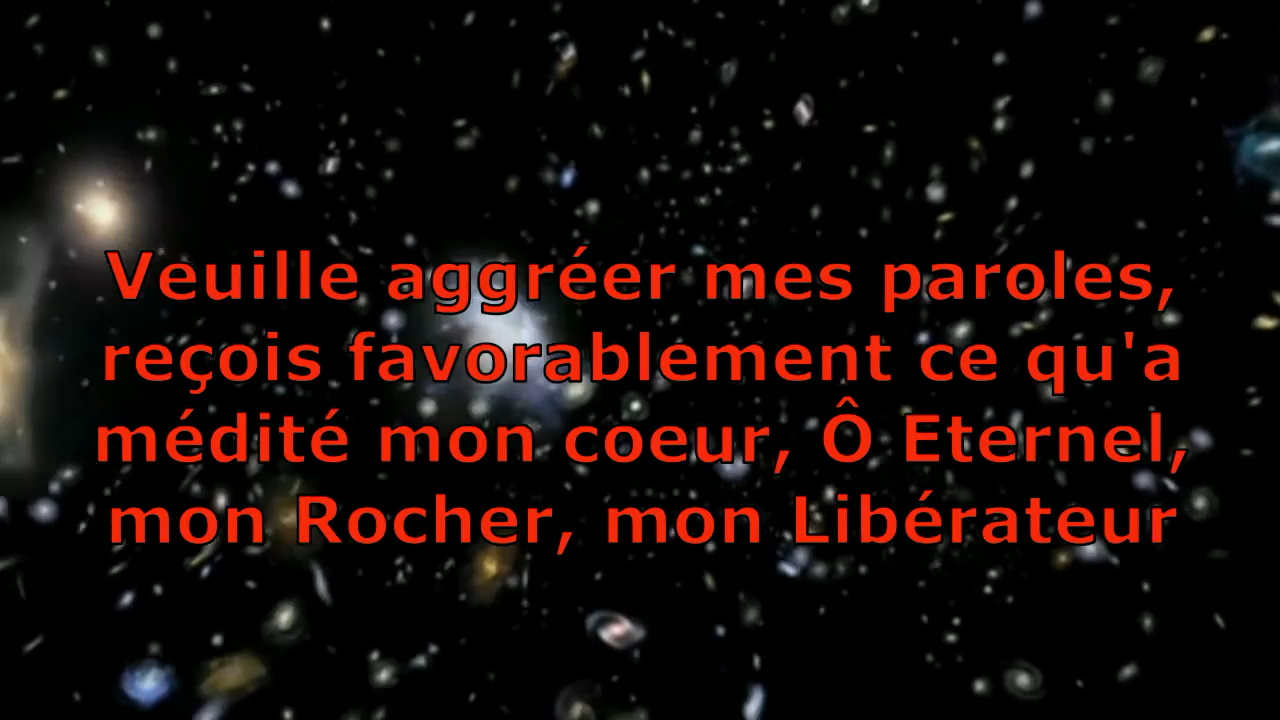 Veuille aggréer mes paroles,
reçois favorablement ce qu'a
médité mon coeur, Ô Eternel,
mon Rocher, mon Libérateur